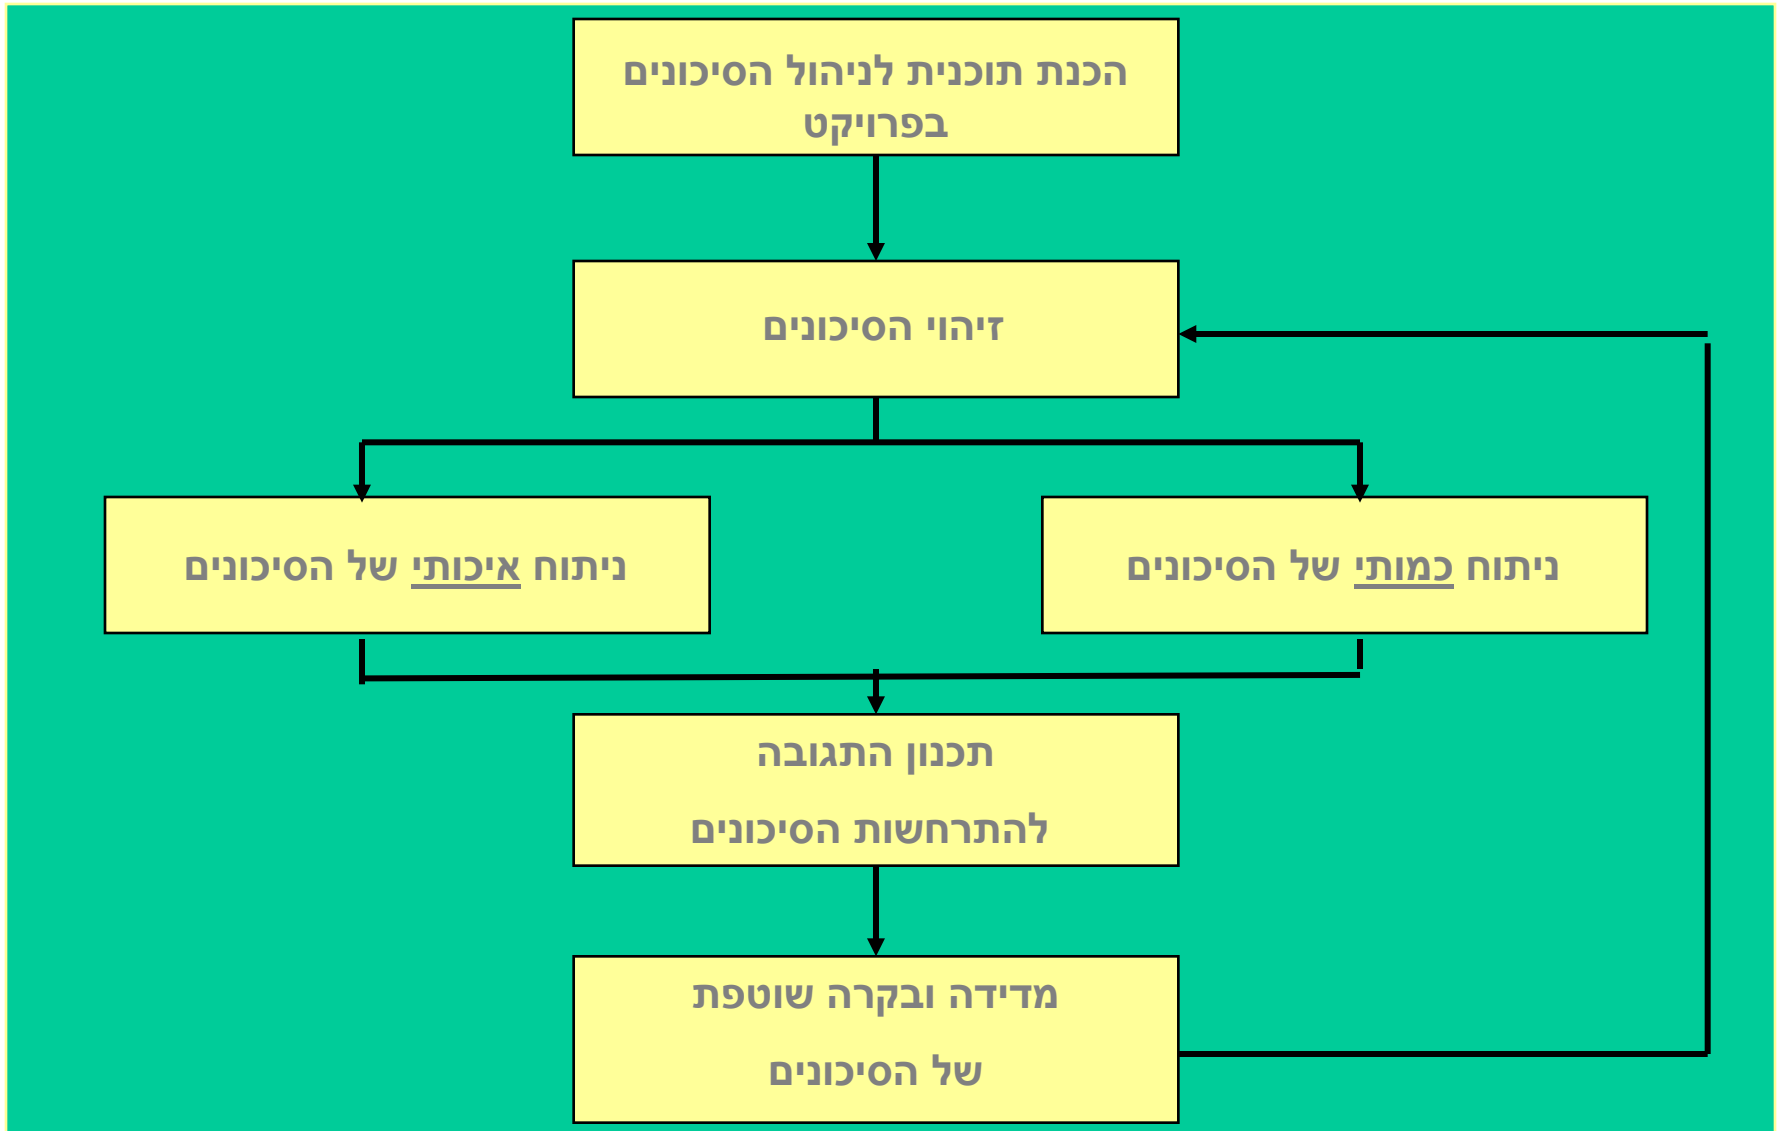 הכנת תוכנית לניהול הסיכונים
בפרויקט
זיהוי הסיכונים
ניתוח כמותי של הסיכונים
ניתוח איכותי של הסיכונים
תכנון התגובה
להתרחשות הסיכונים
מדידה ובקרה שוטפת
של הסיכונים